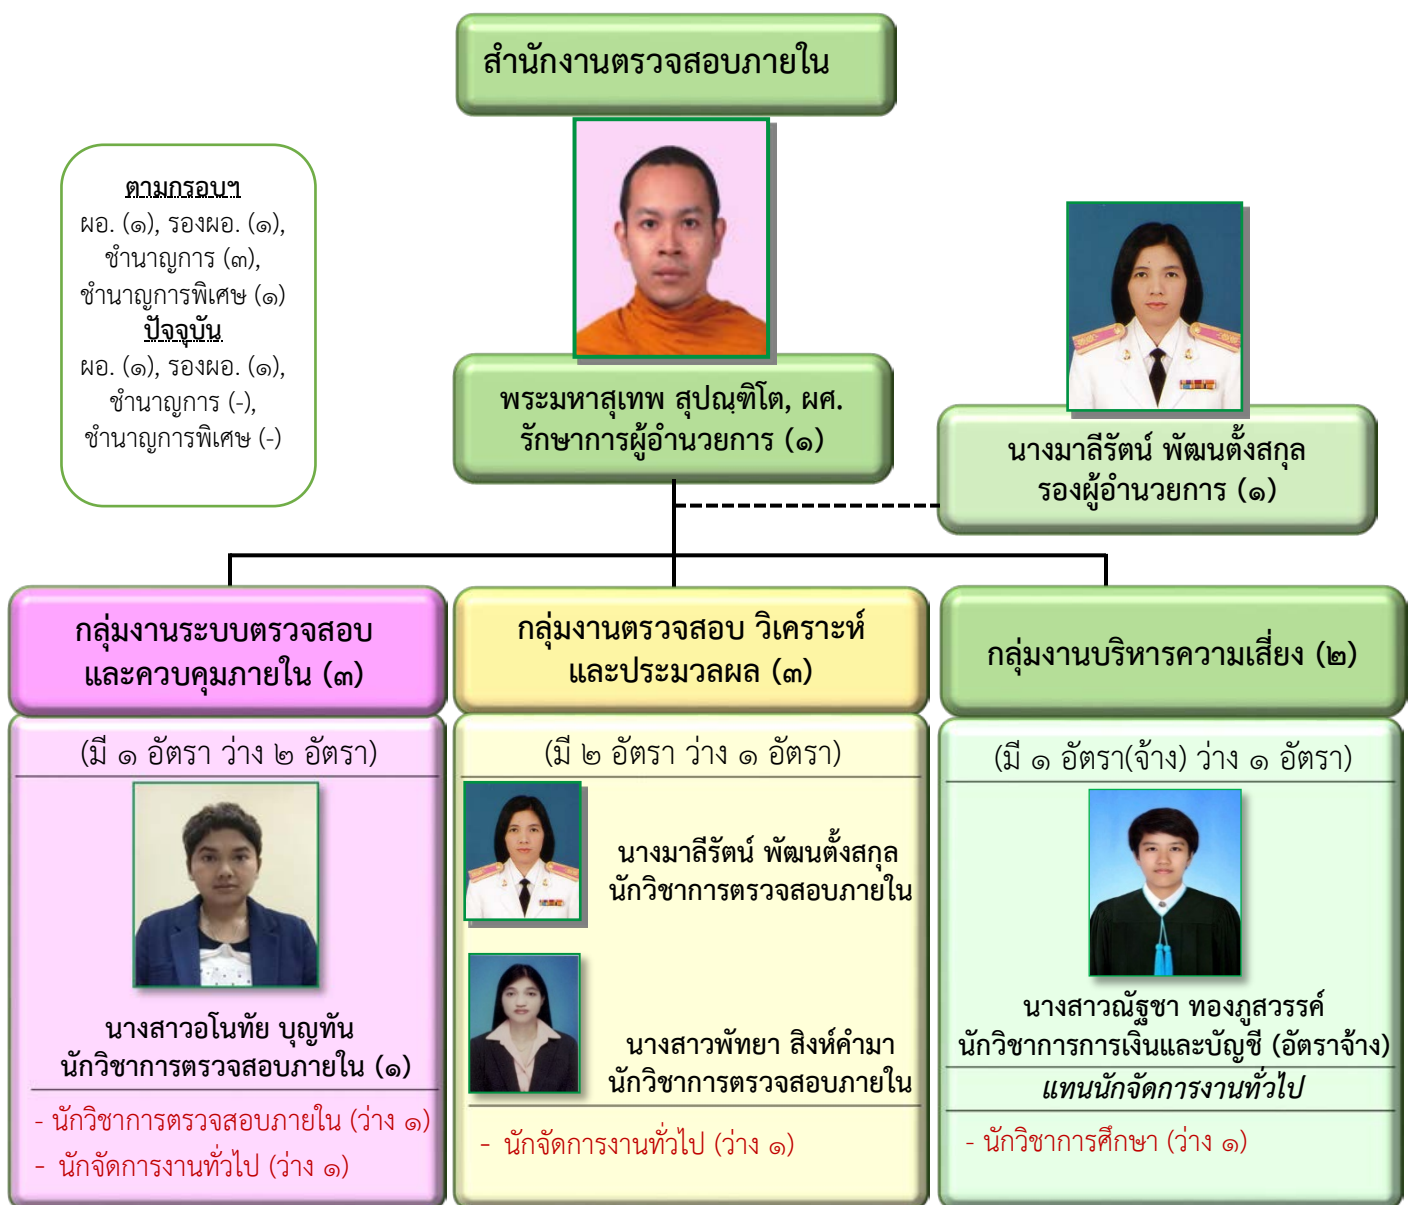 สำนักงานตรวจสอบภายใน
ตามกรอบฯ
ผอ. (๑), รองผอ. (๑),
ชำนาญการ (๓),
ชำนาญการพิเศษ (๑)
ปัจจุบัน
ผอ. (๑), รองผอ. (๑),
ชำนาญการ (-),
ชำนาญการพิเศษ (-)
พระมหาสุเทพ สุปณฺฑิโต, ผศ.
รักษาการผู้อำนวยการ (๑)
นางมาลีรัตน์ พัฒนตั้งสกุล
รองผู้อำนวยการ (๑)
กลุ่มงานระบบตรวจสอบ
และควบคุมภายใน (๓)
(มี ๑ อัตรา ว่าง ๒ อัตรา)
นางสาวอโนทัย บุญทัน
นักวิชาการตรวจสอบภายใน (๑)
- นักวิชาการตรวจสอบภายใน (ว่าง ๑)
- นักจัดการงานทั่วไป (ว่าง ๑)
กลุ่มงานตรวจสอบ วิเคราะห์
และประมวลผล (๓)
(มี ๒ อัตรา ว่าง ๑ อัตรา)
นางมาลีรัตน์ พัฒนตั้งสกุล
นักวิชาการตรวจสอบภายใน
นางสาวพัทยา สิงห์คำมา
นักวิชาการตรวจสอบภายใน
- นักจัดการงานทั่วไป (ว่าง ๑)
กลุ่มงานบริหารความเสี่ยง (๒)
(มี ๑ อัตรา(จ้าง) ว่าง ๑ อัตรา)
นางสาวณัฐชา ทองภูสวรรค์
นักวิชาการการเงินและบัญชี (อัตราจ้าง)
แทนนักจัดการงานทั่วไป
- นักวิชาการศึกษา (ว่าง ๑)